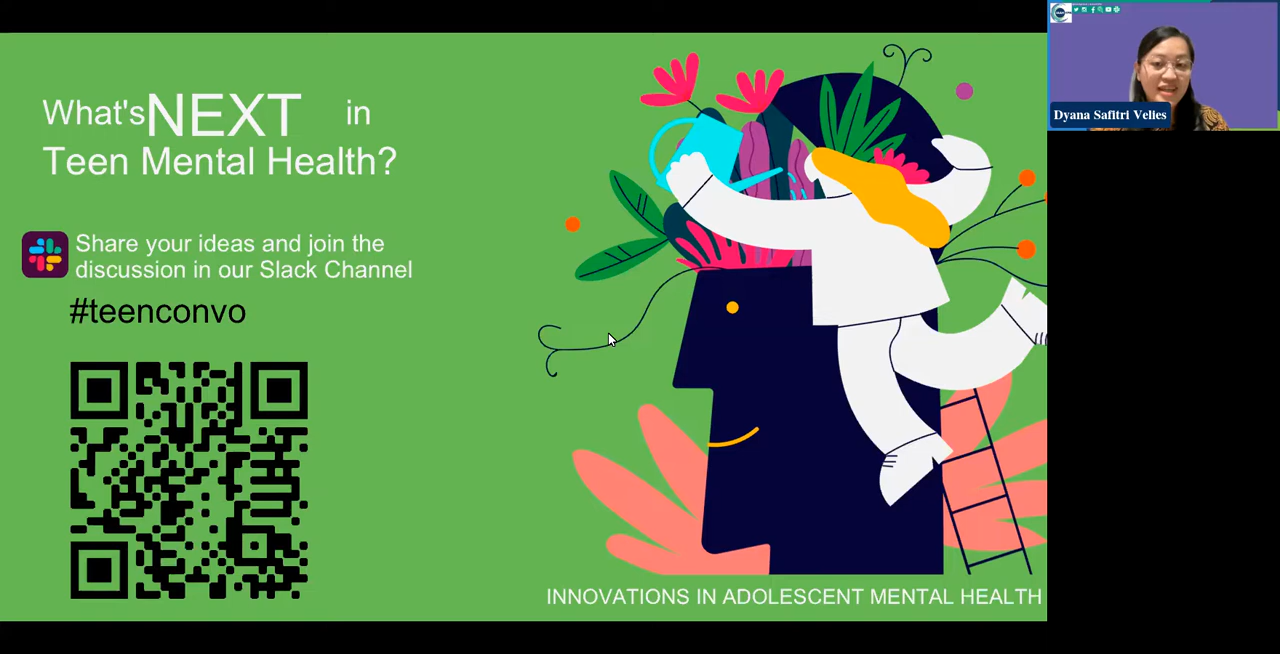 What's NEXT in
Teen Mental Health?
Share your ideas and join the
discussion in our Slack Channel
#teenconvo
INNOVATIONS IN ADOLESCENT MENTAL HEALTH
Dyana Safitri Velies